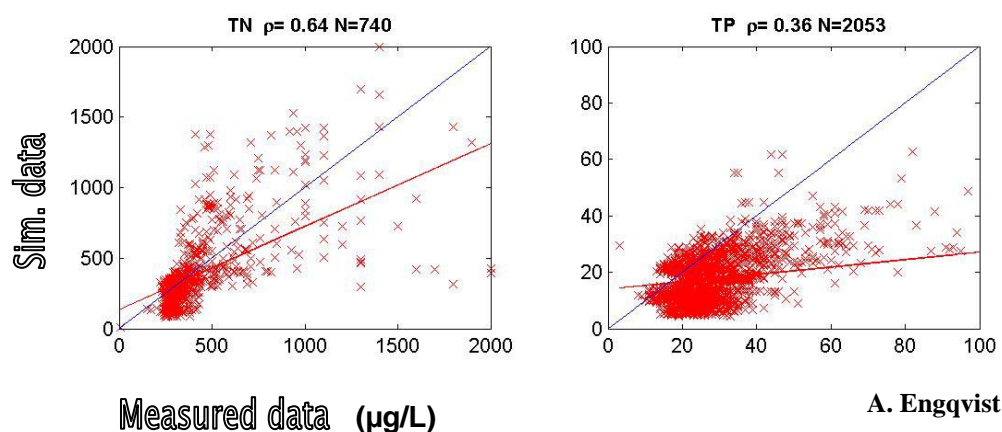 TN ρ= 0.64 N=740
2000
1500
1000
500
0
0 500 1000 1500 2000
TP ρ= 0.36 N=2053
100
80
60
40
20
0
0 20 40 60 80 100
Sim. data
Measured data (µg/L)
A. Engqvist